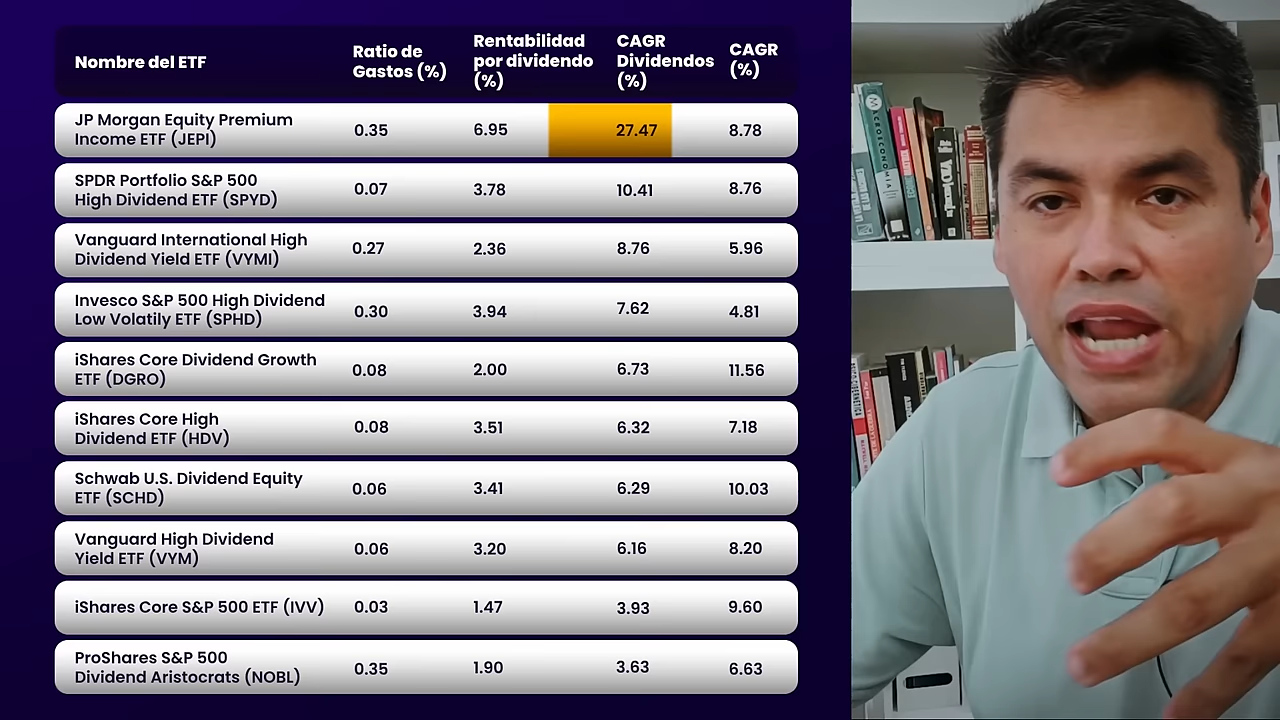 Nombre del ETF
Ratio de
Gastos (%)
Rentabilidad
por dividendo
(%)
CAGR
Dividendos
(%)
CAGR
(%)
JP Morgan Equity Premium
Income ETF (JEPI)
0.35
6.95
27.47
8.78
SPDR Portfolio S&P 500
High Dividend ETF (SPYD)
0.07
3.78
10.41
8.76
Vanguard International High
Dividend Yield ETF (VYMI)
0.27
2.36
8.76
5.96
Invesco S&P 500 High Dividend
Low Volatily ETF (SPHD)
0.30
3.94
7.62
4.81
iShares Core Dividend Growth
ETF (DGRO)
0.08
2.00
6.73
11.56
iShares Core High
Dividend ETF (HDV)
0.08
3.51
6.32
7.18
Schwab U.S. Dividend Equity
ETF (SCHD)
0.06
3.41
6.29
10.03
Vanguard High Dividend
Yield ETF (VYM)
0.06
3.20
6.16
8.20
iShares Core S&P 500 ETF (IVV)
0.03
1.47
3.93
9.60
ProShares S&P 500
Dividend Aristocrats (NOBL)
0.35
1.90
3.63
6.63
MACROECONOMÍA